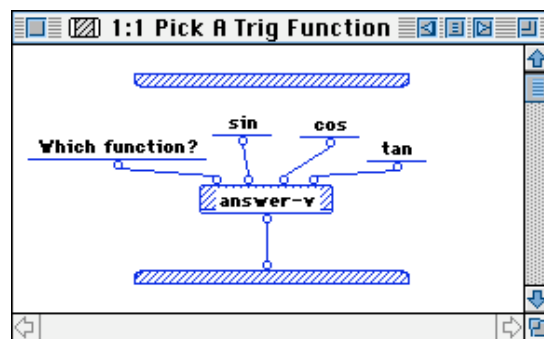 1:1 Pick A Trig Function
sin
cos
Which function?
tan
answer-v